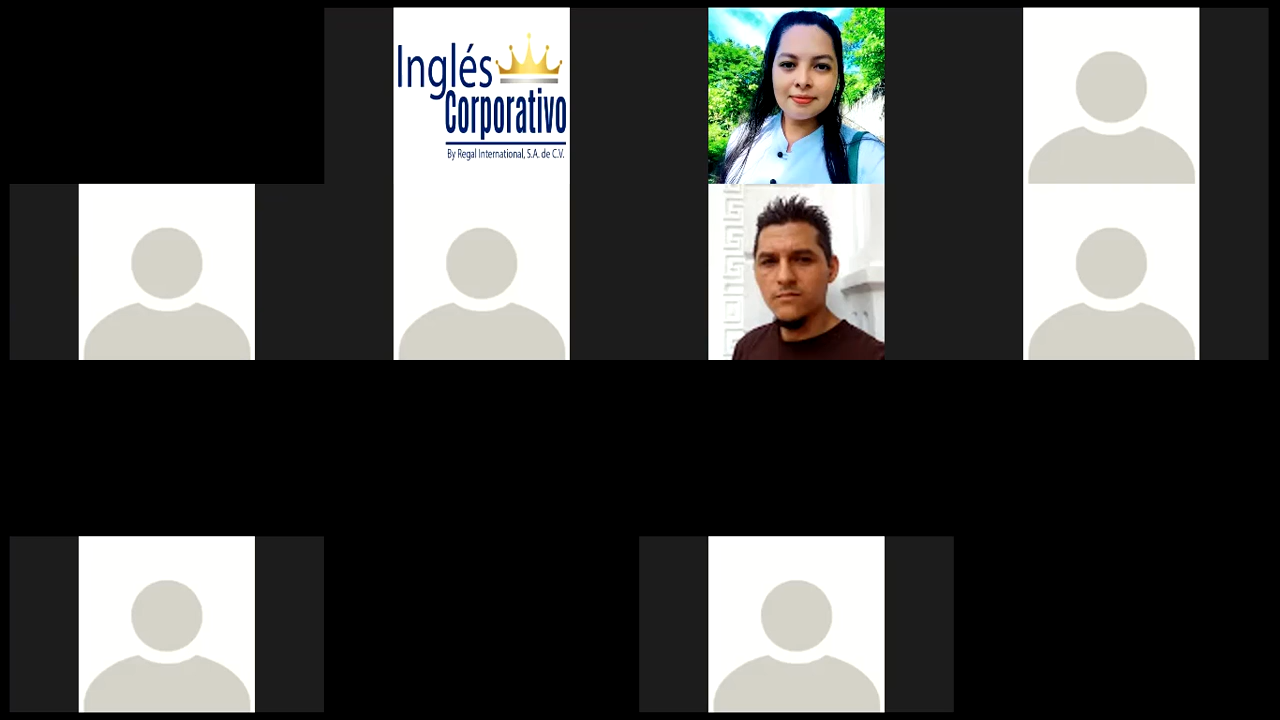 Inglés
Corporativo
By Regal International, S.A. de C.V.